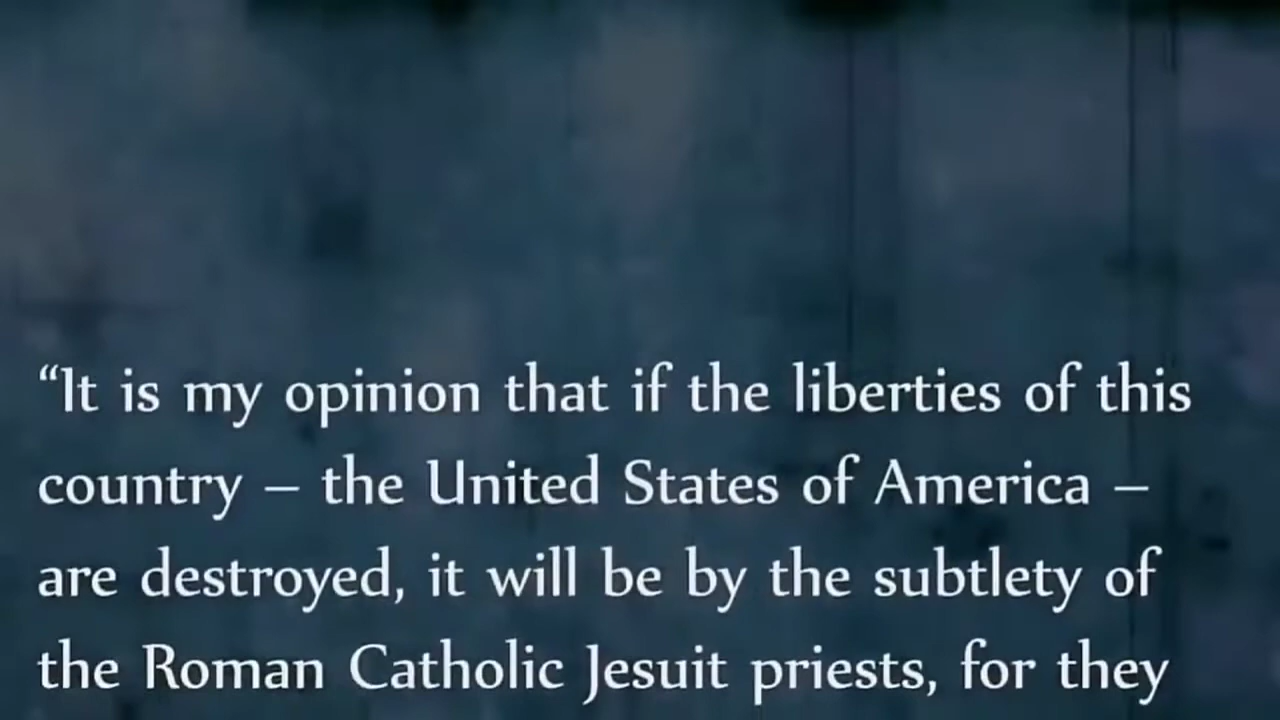 “It is my opinion that if the liberties of this
country – the United States of America –
are destroyed, it will be by the subtlety of
the Roman Catholic Jesuit priests, for they